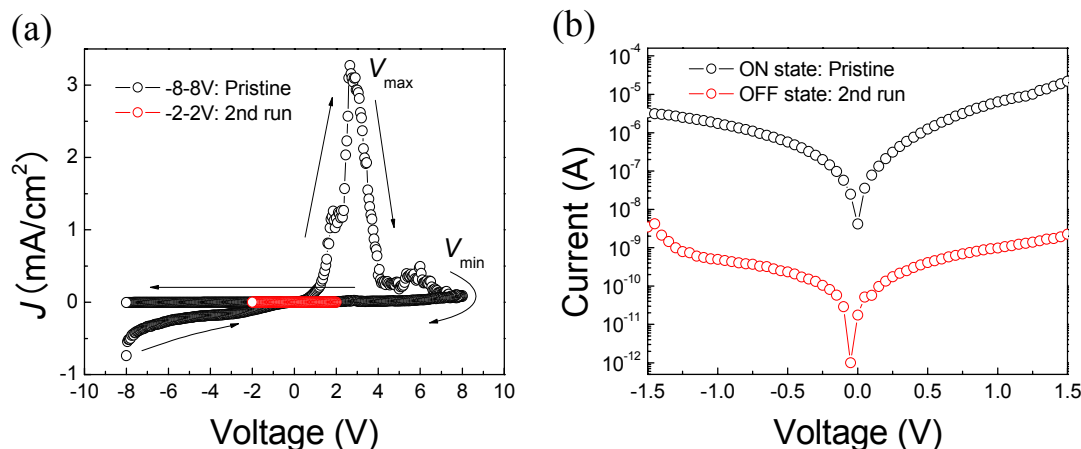 (a)
-8-8V: Pristine
-2-2V: 2nd run
V max
V min
J (mA/cm²)
3
2
1
0
-1
-8 -6 -4 -2 0 2 4 6 8 10
Voltage (V)
(b)
ON state: Pristine
OFF state: 2nd run
Current (A)
10⁻⁴
10⁻⁵
10⁻⁶
10⁻⁷
10⁻⁸
10⁻⁹
10⁻¹⁰
10⁻¹¹
10⁻¹²
-1.5 -1.0 -0.5 0.0 0.5 1.0 1.5
Voltage (V)